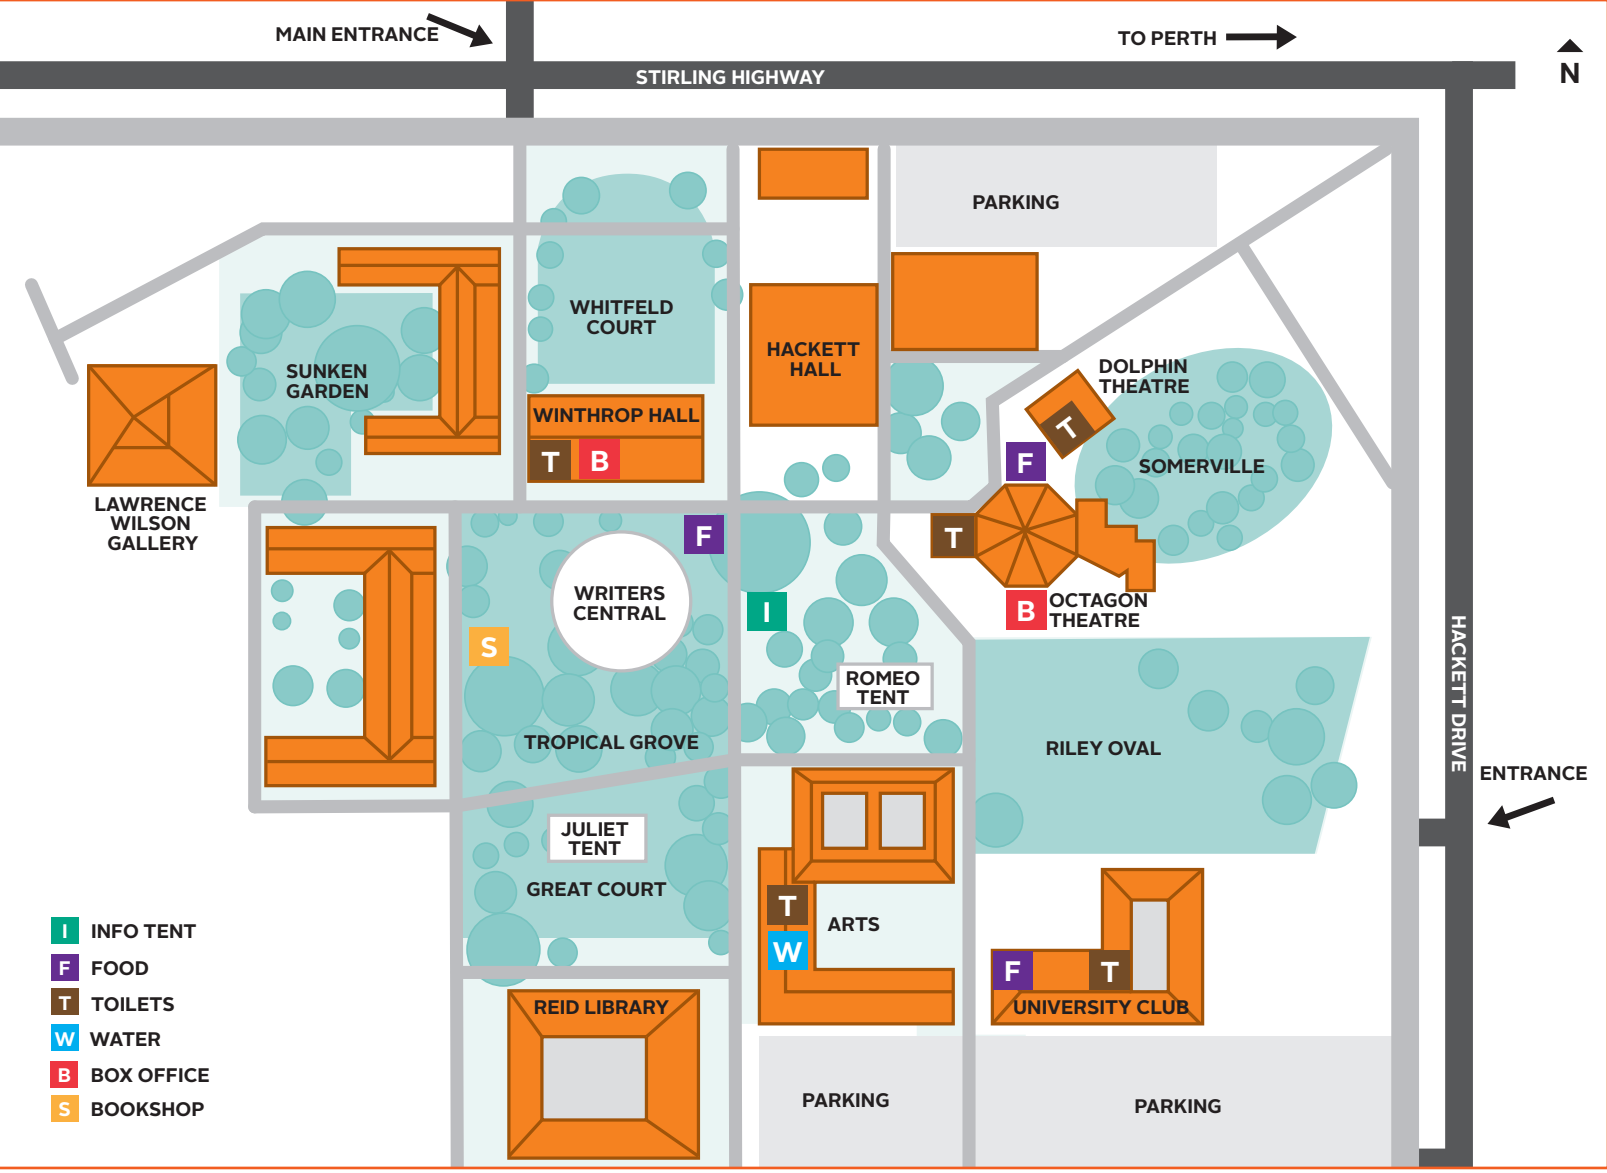 MAIN ENTRANCE
TO PERTH
STIRLING HIGHWAY
N
PARKING
WHITFELD
COURT
HACKETT
HALL
SUNKEN
GARDEN
DOLPHIN
THEATRE
T
WINTHROP HALL
T
B
F
SOMERVILLE
LAWRENCE
WILSON
GALLERY
F
T
WRITERS
CENTRAL
I
B
OCTAGON
THEATRE
S
HACKETT DRIVE
ROMEO
TENT
TROPICAL GROVE
RILEY OVAL
ENTRANCE
JULIET
TENT
GREAT COURT
T
ARTS
W
F
T
UNIVERSITY CLUB
REID LIBRARY
PARKING
PARKING
I INFO TENT
F FOOD
T TOILETS
W WATER
B BOX OFFICE
S BOOKSHOP